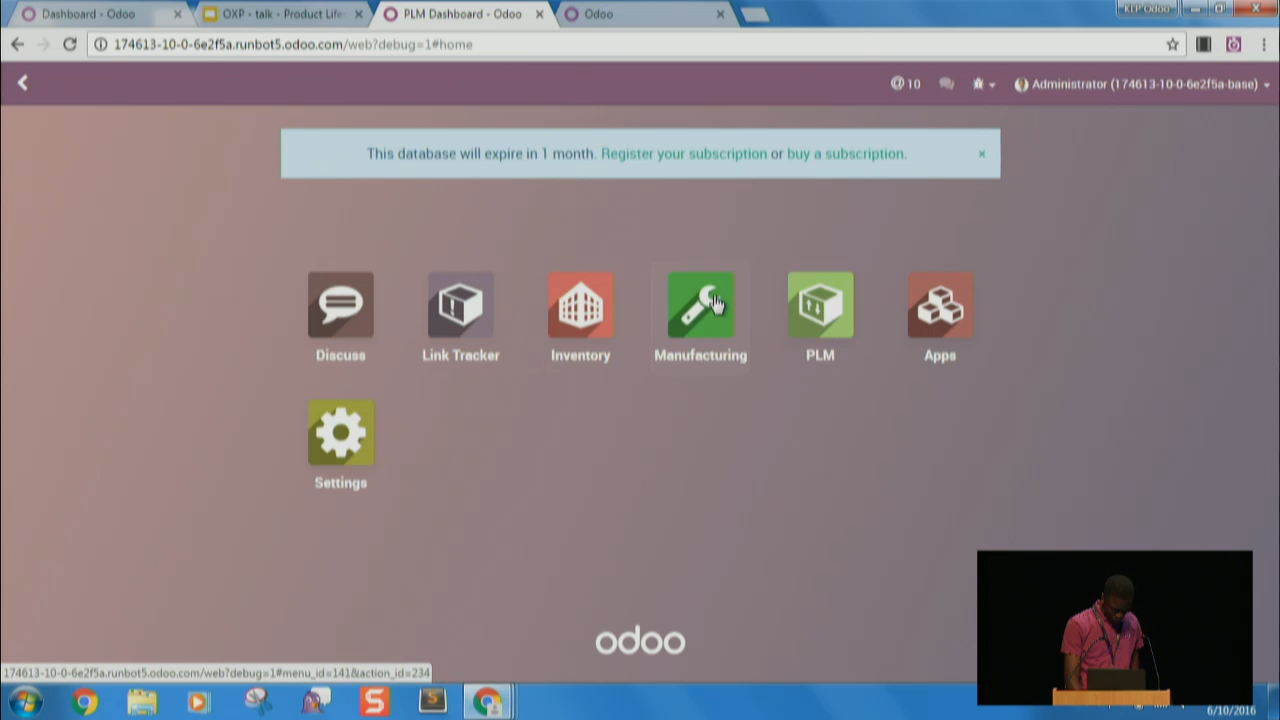 Dashboard - Odoo
OXP - talk - Product Life
PLM Dashboard - Odoo
Odoo
KLP Odoo
174613-10-0-6e2f5a.runbot5.odoo.com/web?debug=1#home
@ 10
Administrator (174613-10-0-6e2f5a-base)
This database will expire in 1 month. Register your subscription or buy a subscription.
Discuss
Link Tracker
Inventory
Manufacturing
PLM
Apps
Settings
odoo
174613-10-0-6e2f5a.runbot5.odoo.com/web?debug=1#menu_id=141&action_id=234
6/10/2016